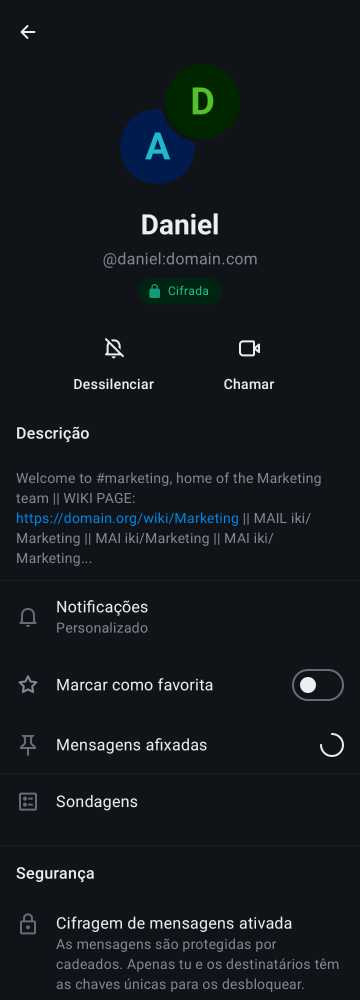 D
A
Daniel
@daniel:domain.com
Cifrada
Dessilenciar
Chamar
Descrição
Welcome to #marketing, home of the Marketing
team || WIKI PAGE:
https://domain.org/wiki/Marketing || MAIL iki/
Marketing || MAI iki/Marketing || MAI iki/
Marketing...
Notificações
Personalizado
Marcar como favorita
Mensagens afixadas
Sondagens
Segurança
Cifragem de mensagens ativada
As mensagens são protegidas por
cadeados. Apenas tu e os destinatários têm
as chaves únicas para os desbloquear.